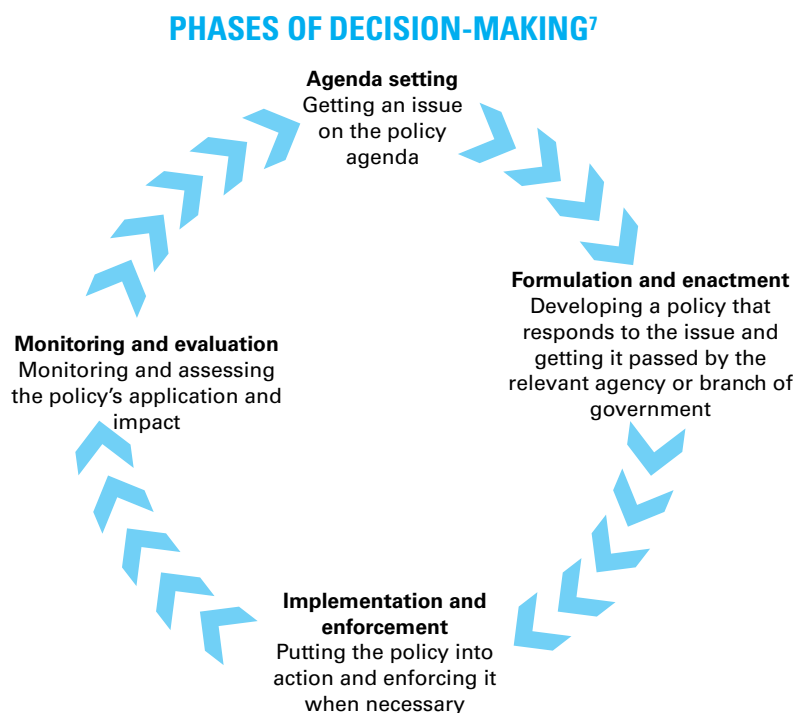 PHASES OF DECISION-MAKING⁷
Agenda setting
Getting an issue
on the policy
agenda
Formulation and enactment
Developing a policy that
responds to the issue and
getting it passed by the
relevant agency or branch of
government
Monitoring and evaluation
Monitoring and assessing
the policy’s application and
impact
Implementation and
enforcement
Putting the policy into
action and enforcing it
when necessary